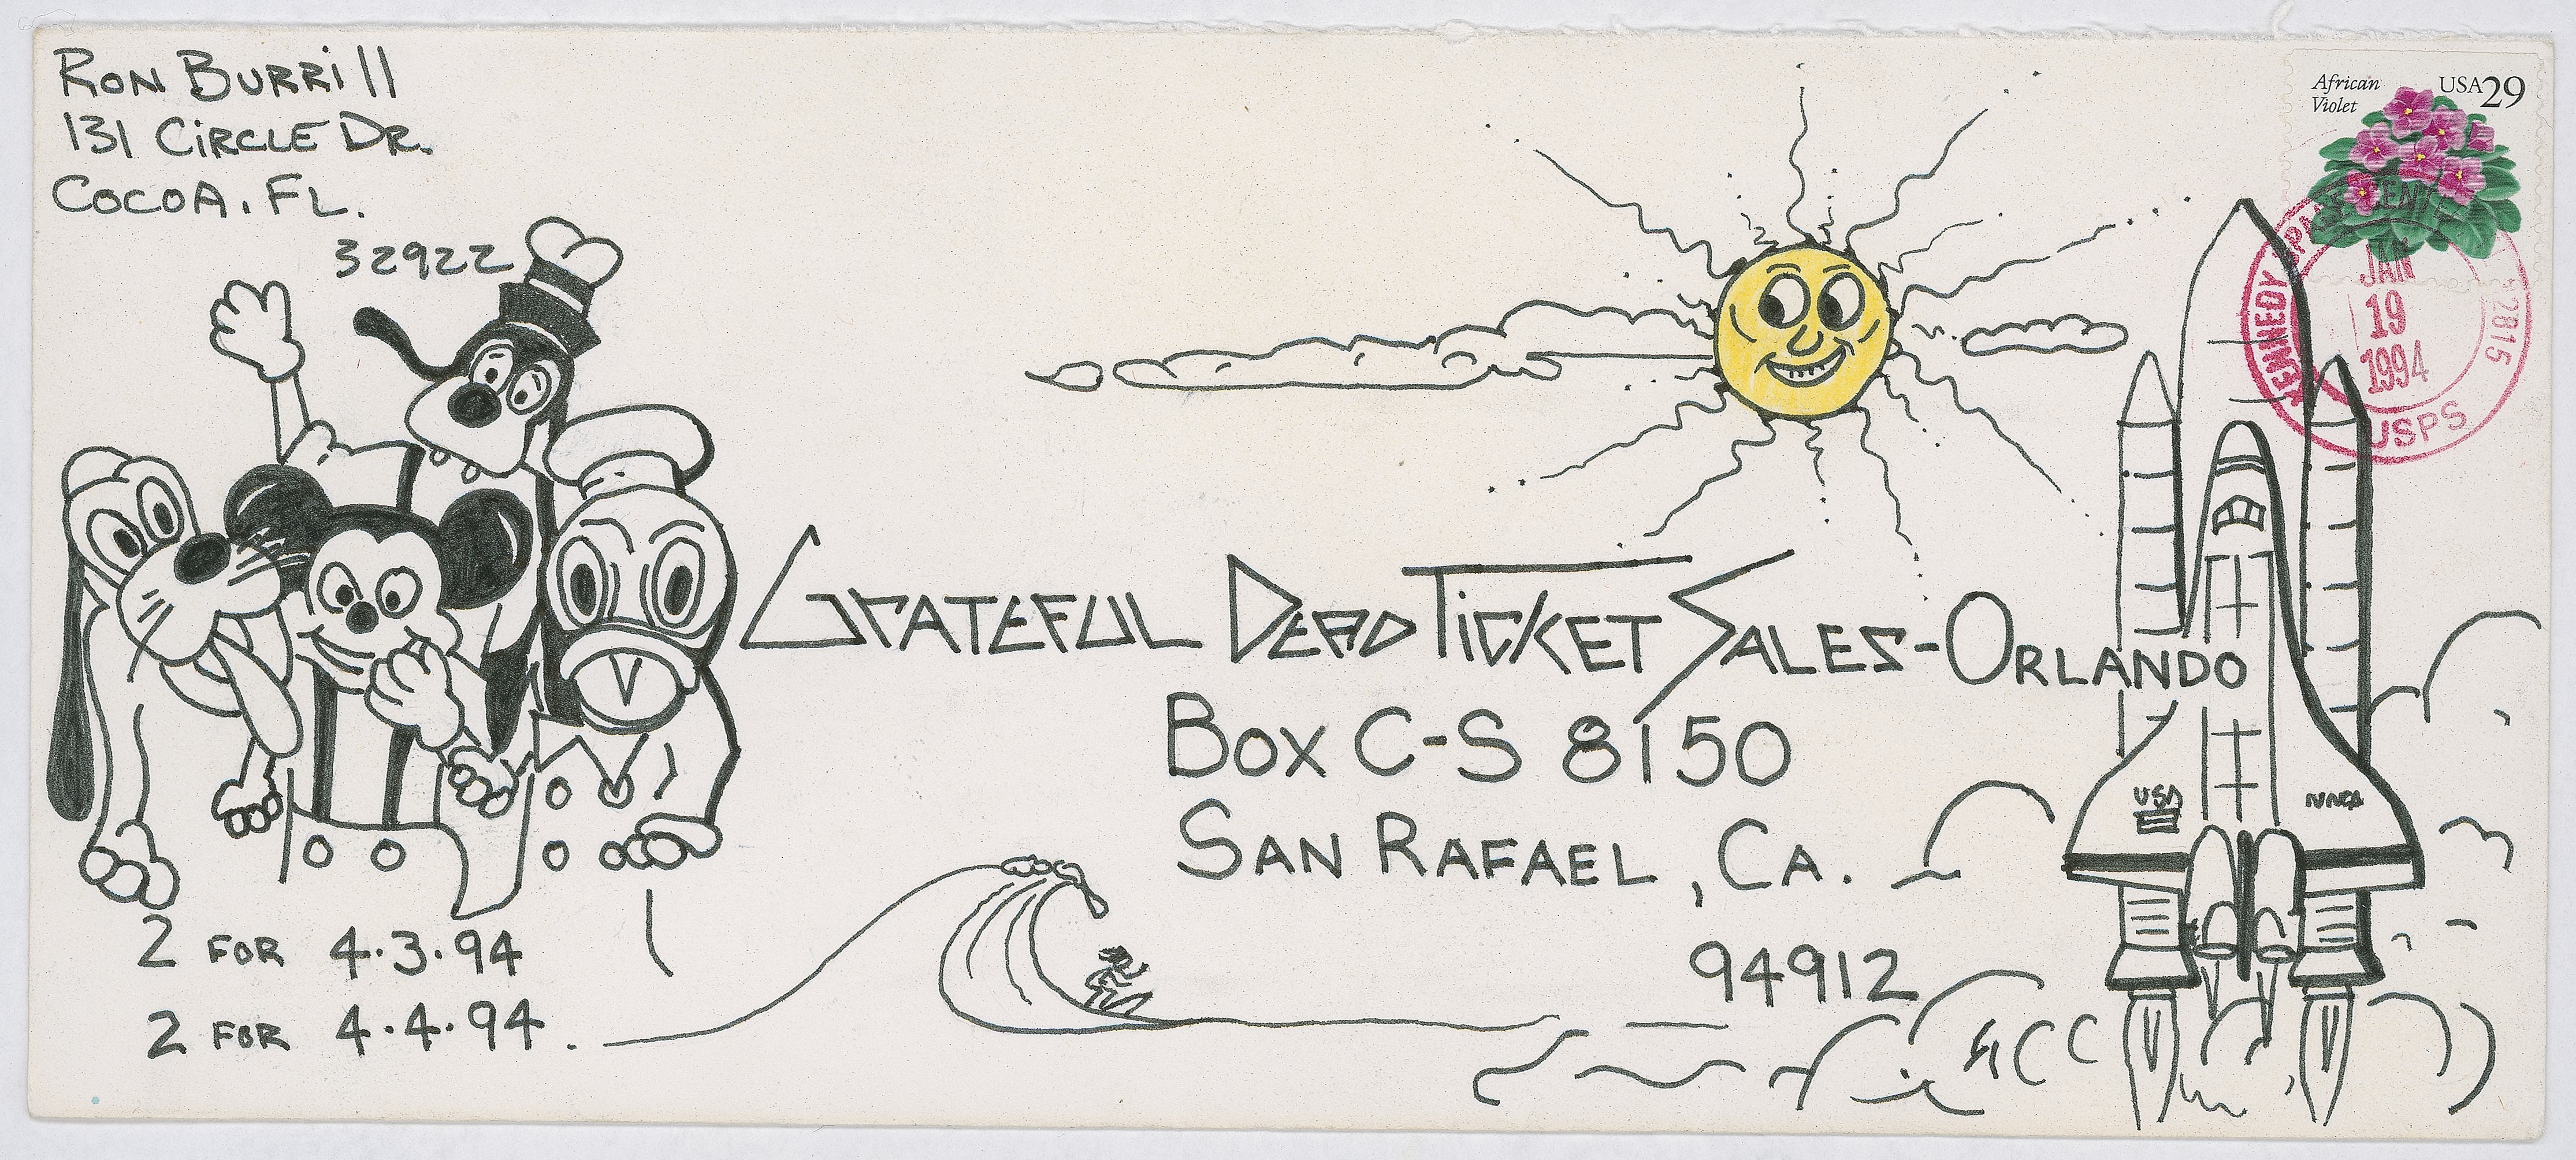 RON BURRill
131 CiRCLE DR.
COCOA. FL.
32922
African
Violet
USA29
KENNEDY SPACE CENTER
JAN
19
1994
32815
USPS
GRATEFUL DEAD TiCKET SALES-ORLANDO
BOX C-S 8150
SAN RAFAEL, CA.
94912
USA
2 FOR 4.3.94
2 FOR 4.4.94.